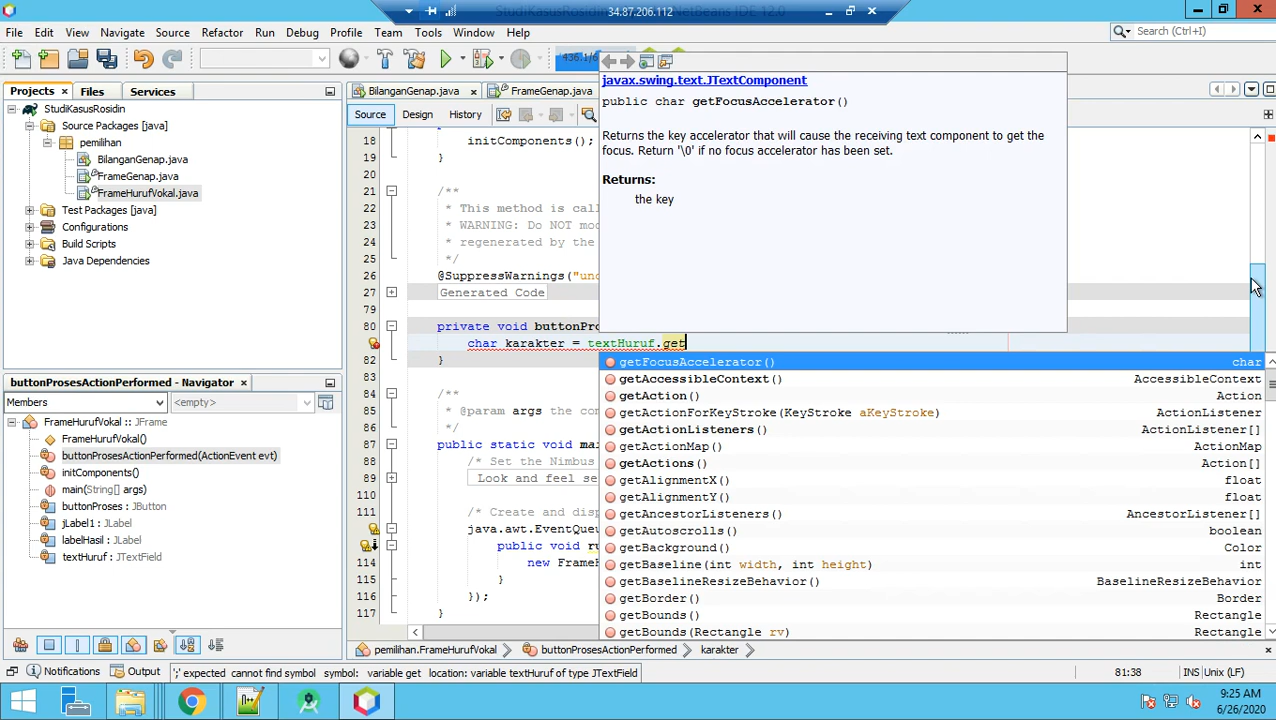 StudiKasusRosidin
34.87.206.112
NetBeans IDE 12.0
File Edit View Navigate Source Refactor Run Debug Profile Team Tools Window Help
Search (Ctrl+I)
436.1/6
Projects Files Services
StudiKasusRosidin
Source Packages [java]
pemilihan
BilanganGenap.java
FrameGenap.java
FrameHurufVokal.java
Test Packages [java]
Configurations
Build Scripts
Java Dependencies
buttonProsesActionPerformed - Navigator
Members <empty>
FrameHurufVokal :: JFrame
FrameHurufVokal()
buttonProsesActionPerformed(ActionEvent evt)
initComponents()
main(String[] args)
buttonProses : JButton
jLabel1 : JLabel
labelHasil : JLabel
textHuruf : JTextField
BilanganGenap.java FrameGenap.java
Source Design History
18 initComponents();
19 }
20
21 /**
22 * This method is call
23 * WARNING: Do NOT mod
24 * regenerated by the
25 */
26 @SuppressWarnings("unc
27 Generated Code
79
80 private void buttonPro
char karakter = textHuruf.get
82 }
83
84 /**
85 * @param args the con
86 */
87 public static void mai
88 /* Set the Nimbus
89 Look and feel se
110
111 /* Create and disp
java.awt.EventQueu
public void ru
114 new FrameH
115 }
116 });
117 }
javax.swing.text.JTextComponent
public char getFocusAccelerator()
Returns the key accelerator that will cause the receiving text component to get the
focus. Return '\0' if no focus accelerator has been set.
Returns:
the key
getFocusAccelerator() char
getAccessibleContext() AccessibleContext
getAction() Action
getActionForKeyStroke(KeyStroke aKeyStroke) ActionListener
getActionListeners() ActionListener[]
getActionMap() ActionMap
getActions() Action[]
getAlignmentX() float
getAlignmentY() float
getAncestorListeners() AncestorListener[]
getAutoscrolls() boolean
getBackground() Color
getBaseline(int width, int height) int
getBaselineResizeBehavior() BaselineResizeBehavior
getBorder() Border
getBounds() Rectangle
getBounds(Rectangle rv) Rectangle
pemilihan.FrameHurufVokal buttonProsesActionPerformed karakter
Notifications Output ';' expected cannot find symbol symbol: variable get location: variable textHuruf of type JTextField 81:38 INS Unix (LF)
9:25 AM
6/26/2020